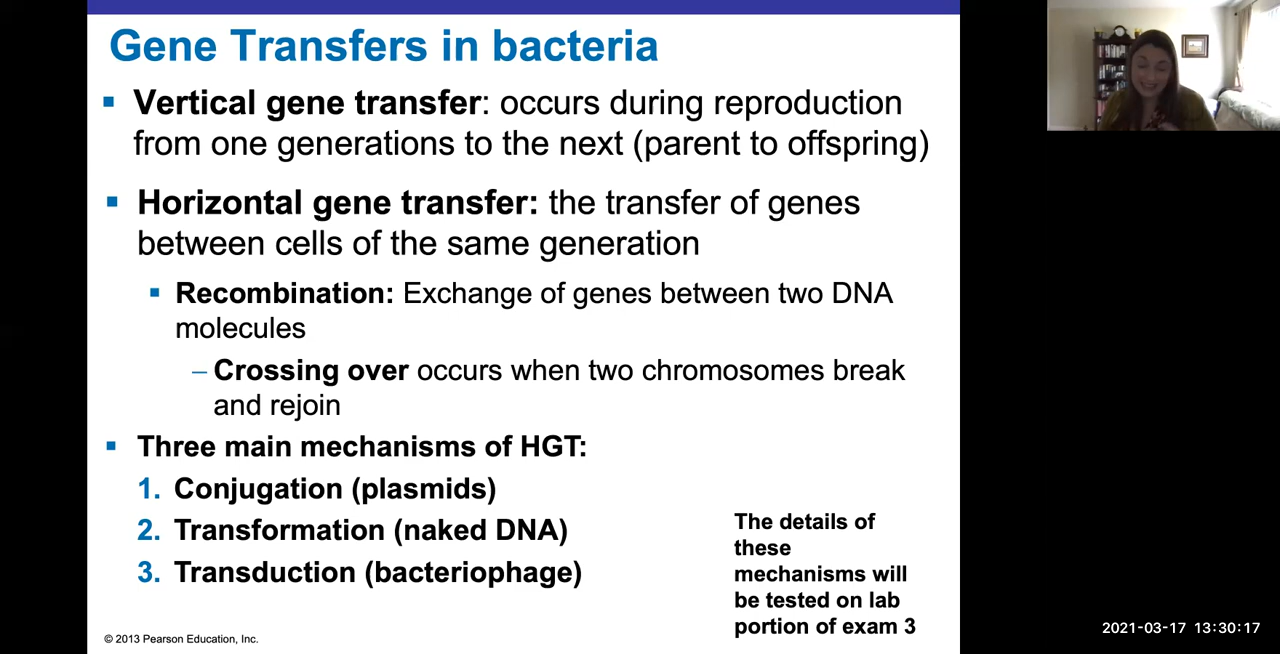 Gene Transfers in bacteria
▪ Vertical gene transfer: occurs during reproduction
from one generations to the next (parent to offspring)
▪ Horizontal gene transfer: the transfer of genes
between cells of the same generation
▪ Recombination: Exchange of genes between two DNA
molecules
– Crossing over occurs when two chromosomes break
and rejoin
▪ Three main mechanisms of HGT:
1. Conjugation (plasmids)
2. Transformation (naked DNA)
3. Transduction (bacteriophage)
The details of
these
mechanisms will
be tested on lab
portion of exam 3
© 2013 Pearson Education, Inc.
2021-03-17 13:30:17